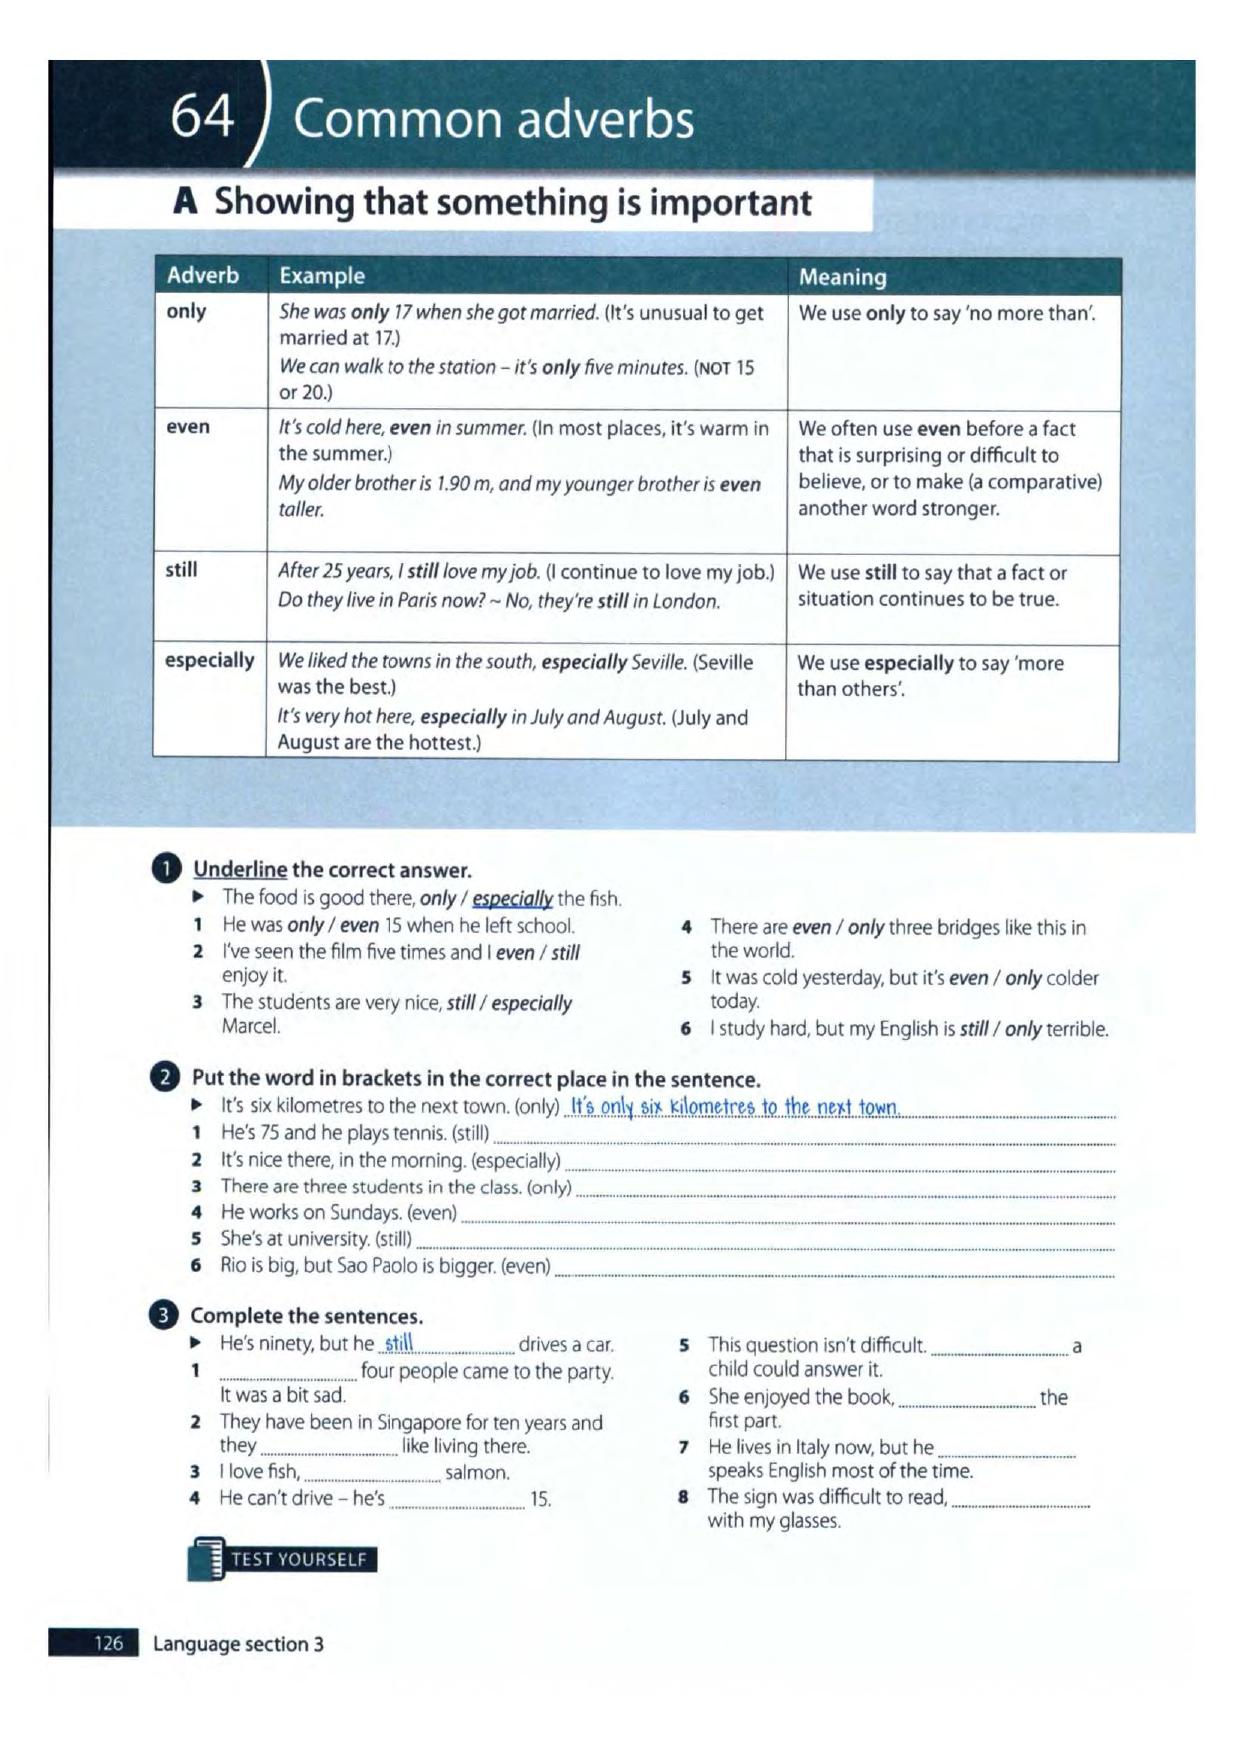 64
Common adverbs
A Showing that something is important
Adverb Example Meaning
only She was only 17 when she got married. (It's unusual to get We use only to say 'no more than'.
married at 17.)
We can walk to the station – it's only five minutes. (NOT 15
or 20.)
even It's cold here, even in summer. (In most places, it's warm in We often use even before a fact
the summer.) that is surprising or difficult to
My older brother is 1.90 m, and my younger brother is even believe, or to make (a comparative)
taller. another word stronger.
still After 25 years, I still love my job. (I continue to love my job.) We use still to say that a fact or
Do they live in Paris now? ~ No, they're still in London. situation continues to be true.
especially We liked the towns in the south, especially Seville. (Seville We use especially to say 'more
was the best.) than others'.
It's very hot here, especially in July and August. (July and
August are the hottest.)
1 Underline the correct answer.
► The food is good there, only / especially the fish.
1 He was only / even 15 when he left school.
2 I've seen the film five times and I even / still
enjoy it.
3 The students are very nice, still / especially
Marcel.
4 There are even / only three bridges like this in
the world.
5 It was cold yesterday, but it's even / only colder
today.
6 I study hard, but my English is still / only terrible.
2 Put the word in brackets in the correct place in the sentence.
► It's six kilometres to the next town. (only) It's only six kilometres to the next town.
1 He's 75 and he plays tennis. (still)
2 It's nice there, in the morning. (especially)
3 There are three students in the class. (only)
4 He works on Sundays. (even)
5 She's at university. (still)
6 Rio is big, but Sao Paolo is bigger. (even)
3 Complete the sentences.
► He's ninety, but he still drives a car.
1 four people came to the party.
It was a bit sad.
2 They have been in Singapore for ten years and
they like living there.
3 I love fish, salmon.
4 He can't drive – he's 15.
5 This question isn't difficult. a
child could answer it.
6 She enjoyed the book, the
first part.
7 He lives in Italy now, but he
speaks English most of the time.
8 The sign was difficult to read,
with my glasses.
TEST YOURSELF
126 Language section 3